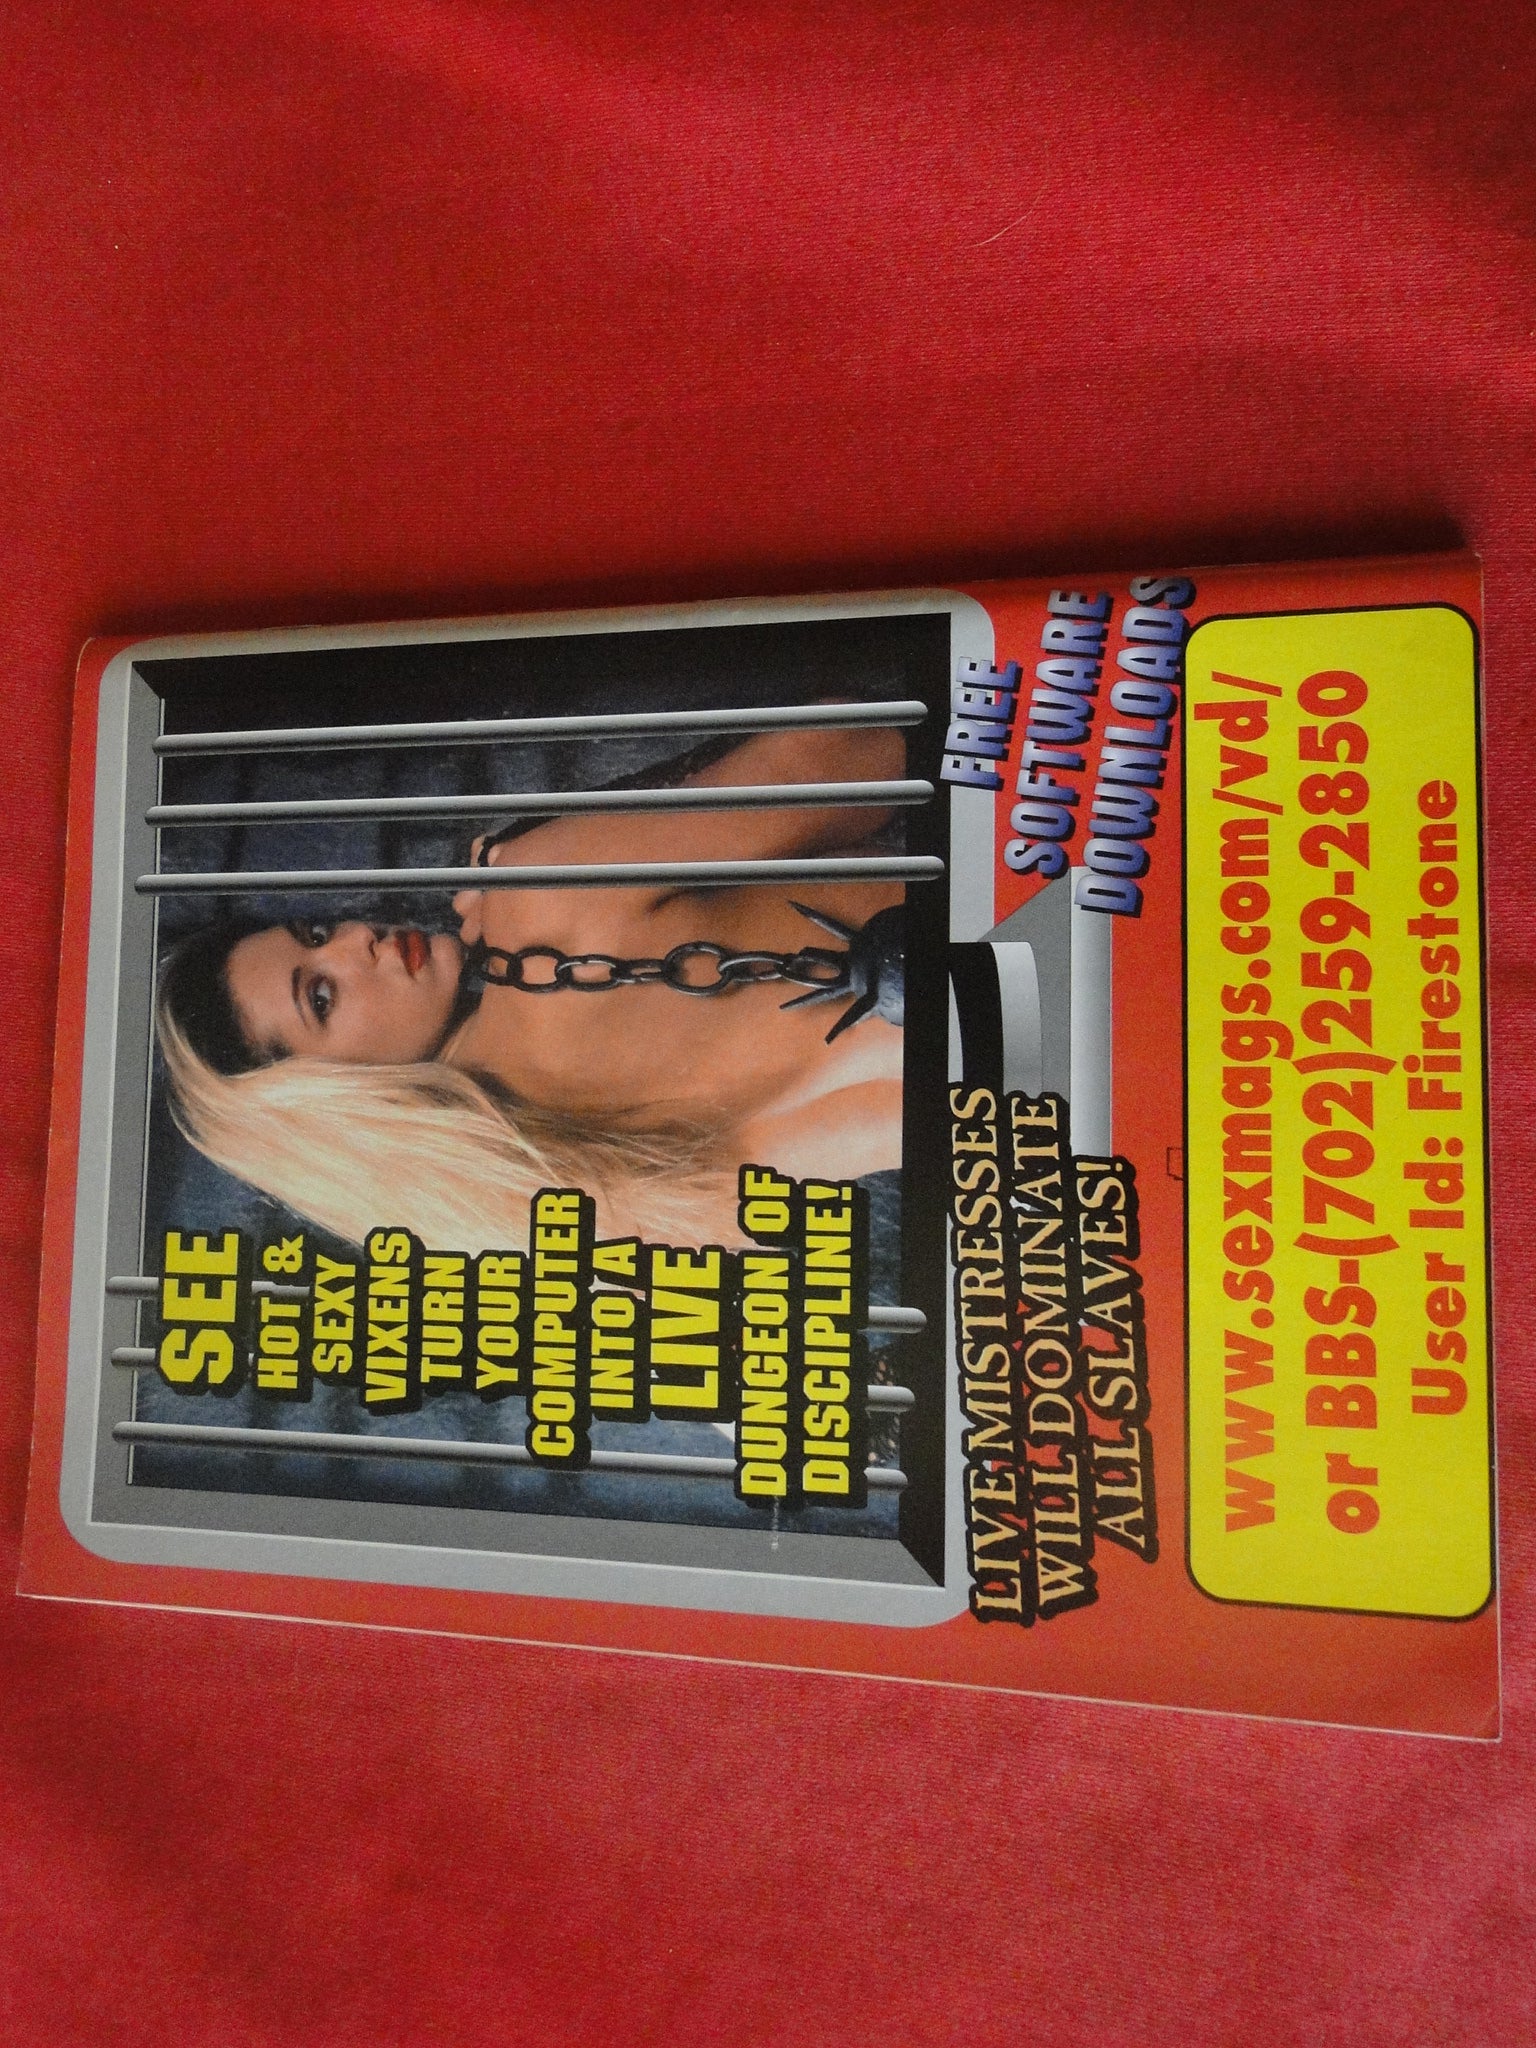 SEE
HOT &
SEXY
VIXENS
TURN
YOUR
COMPUTER
INTO A
LIVE
DUNGEON OF
DISCIPLINE!
LIVE MISTRESSES
WILL DOMINATE
ALL SLAVES!
FREE
SOFTWARE
DOWNLOADS
www.sexmags.com/vd/
or BBS-(702)259-2850
User Id: Firestone